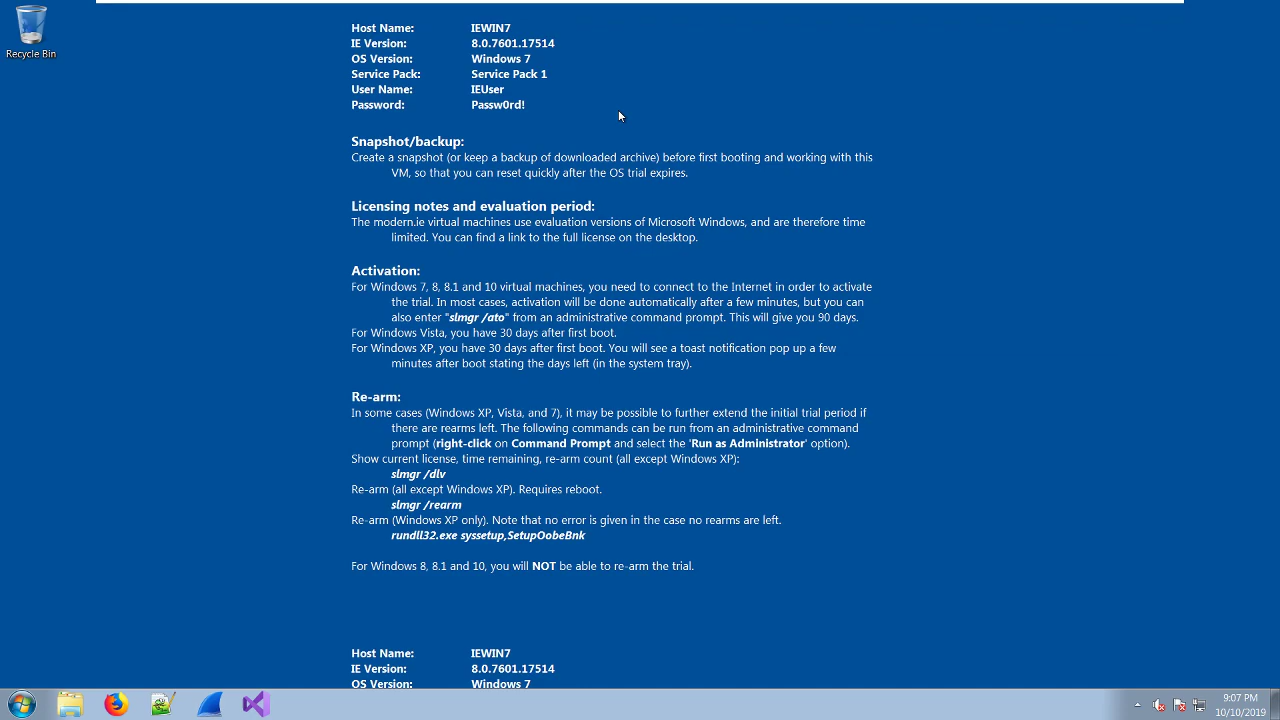 Recycle Bin
Host Name: IEWIN7
IE Version: 8.0.7601.17514
OS Version: Windows 7
Service Pack: Service Pack 1
User Name: IEUser
Password: Passw0rd!
Snapshot/backup:
Create a snapshot (or keep a backup of downloaded archive) before first booting and working with this
VM, so that you can reset quickly after the OS trial expires.
Licensing notes and evaluation period:
The modern.ie virtual machines use evaluation versions of Microsoft Windows, and are therefore time
limited. You can find a link to the full license on the desktop.
Activation:
For Windows 7, 8, 8.1 and 10 virtual machines, you need to connect to the Internet in order to activate
the trial. In most cases, activation will be done automatically after a few minutes, but you can
also enter "slmgr /ato" from an administrative command prompt. This will give you 90 days.
For Windows Vista, you have 30 days after first boot.
For Windows XP, you have 30 days after first boot. You will see a toast notification pop up a few
minutes after boot stating the days left (in the system tray).
Re-arm:
In some cases (Windows XP, Vista, and 7), it may be possible to further extend the initial trial period if
there are rearms left. The following commands can be run from an administrative command
prompt (right-click on Command Prompt and select the 'Run as Administrator' option).
Show current license, time remaining, re-arm count (all except Windows XP):
slmgr /dlv
Re-arm (all except Windows XP). Requires reboot.
slmgr /rearm
Re-arm (Windows XP only). Note that no error is given in the case no rearms are left.
rundll32.exe syssetup,SetupOobeBnk
For Windows 8, 8.1 and 10, you will NOT be able to re-arm the trial.
Host Name: IEWIN7
IE Version: 8.0.7601.17514
OS Version: Windows 7
9:07 PM
10/10/2019